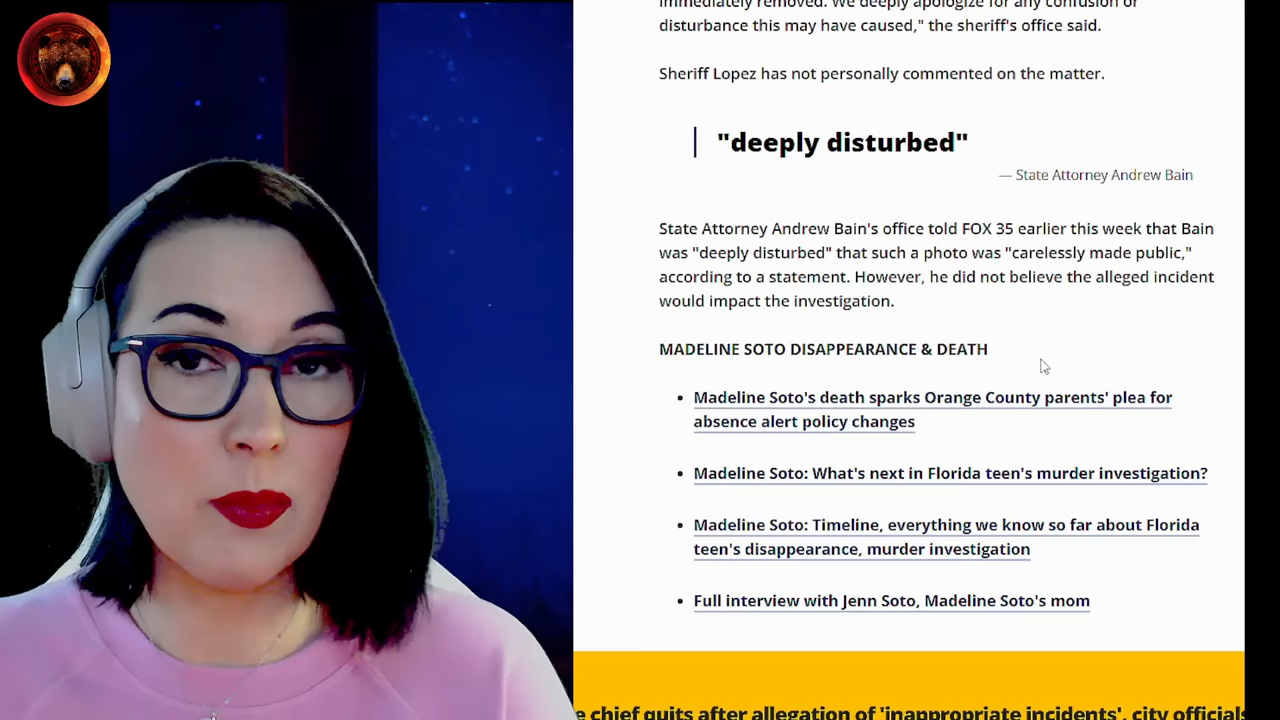 immediately removed. We deeply apologize for any confusion or
disturbance this may have caused," the sheriff's office said.
Sheriff Lopez has not personally commented on the matter.
"deeply disturbed"
— State Attorney Andrew Bain
State Attorney Andrew Bain's office told FOX 35 earlier this week that Bain
was "deeply disturbed" that such a photo was "carelessly made public,"
according to a statement. However, he did not believe the alleged incident
would impact the investigation.
MADELINE SOTO DISAPPEARANCE & DEATH
• Madeline Soto's death sparks Orange County parents' plea for
absence alert policy changes
• Madeline Soto: What's next in Florida teen's murder investigation?
• Madeline Soto: Timeline, everything we know so far about Florida
teen's disappearance, murder investigation
• Full interview with Jenn Soto, Madeline Soto's mom
e chief quits after allegation of 'inappropriate incidents', city officials